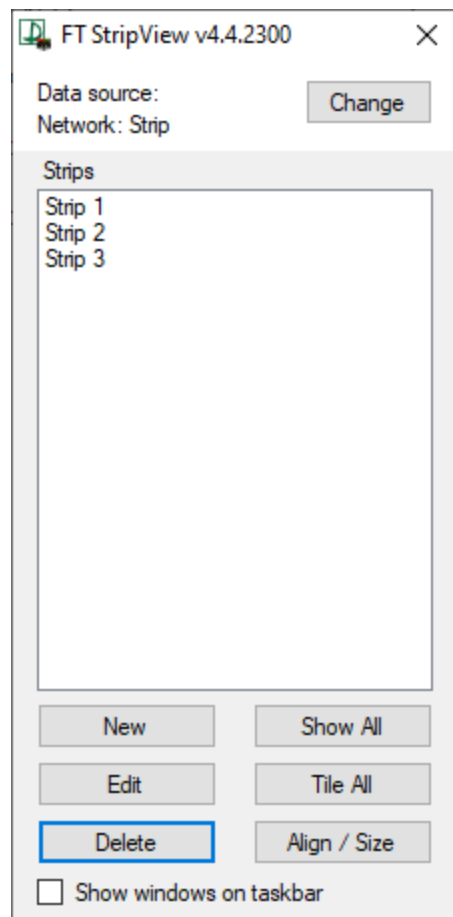 FT StripView v4.4.2300
Data source:
Network: Strip
Change
Strips
Strip 1
Strip 2
Strip 3
New
Show All
Edit
Tile All
Delete
Align / Size
Show windows on taskbar